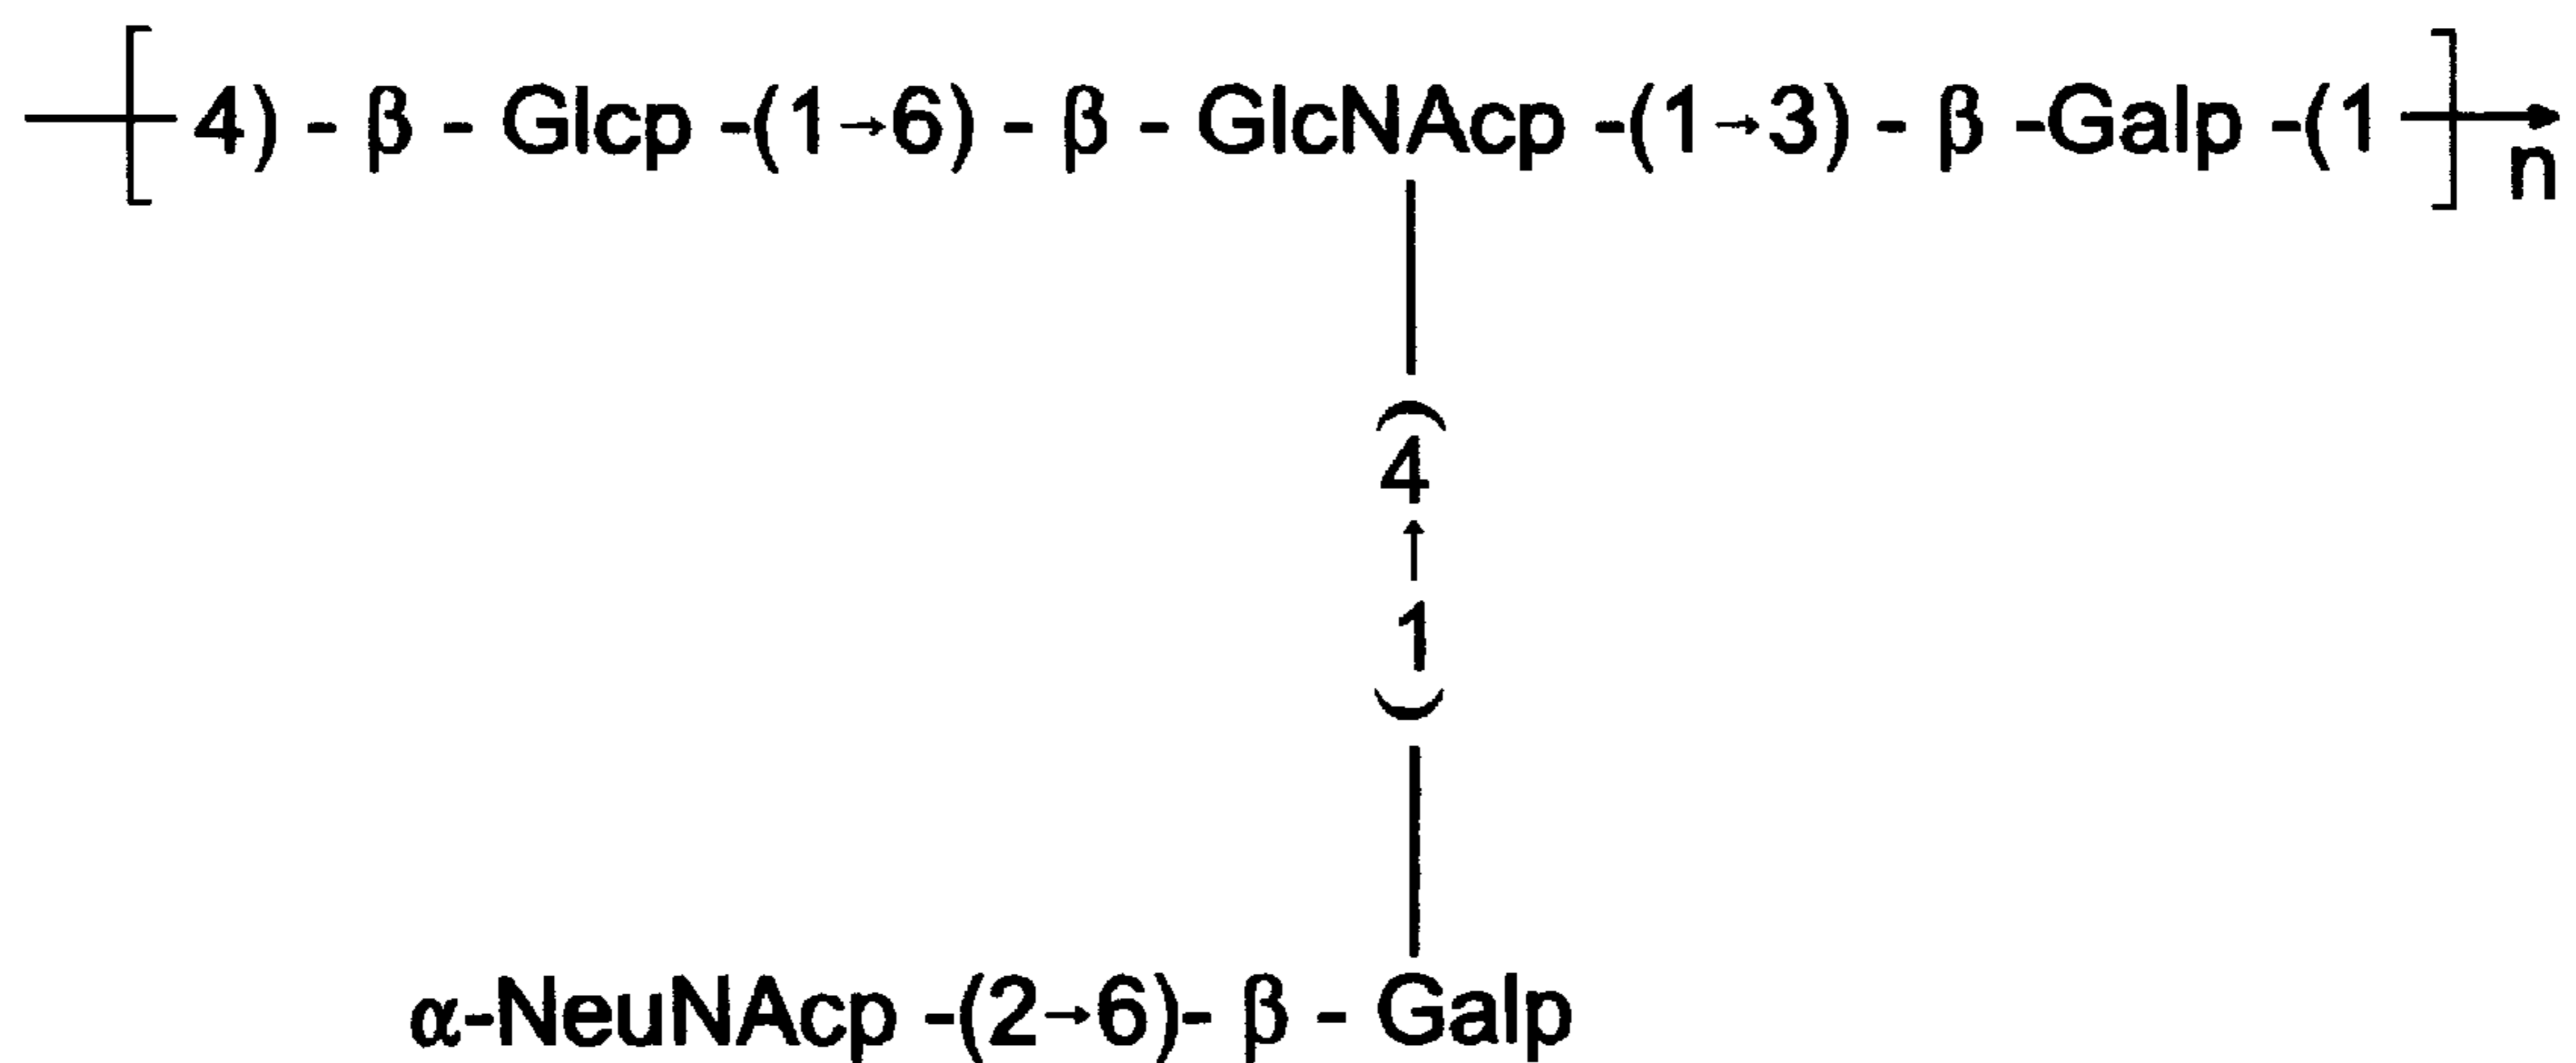 4) - β - Glcp -(1→6) - β - GlcNAcp -(1→3) - β -Galp -(1
n
(
4
↑
1
)
α-NeuNAcp -(2→6)- β - Galp